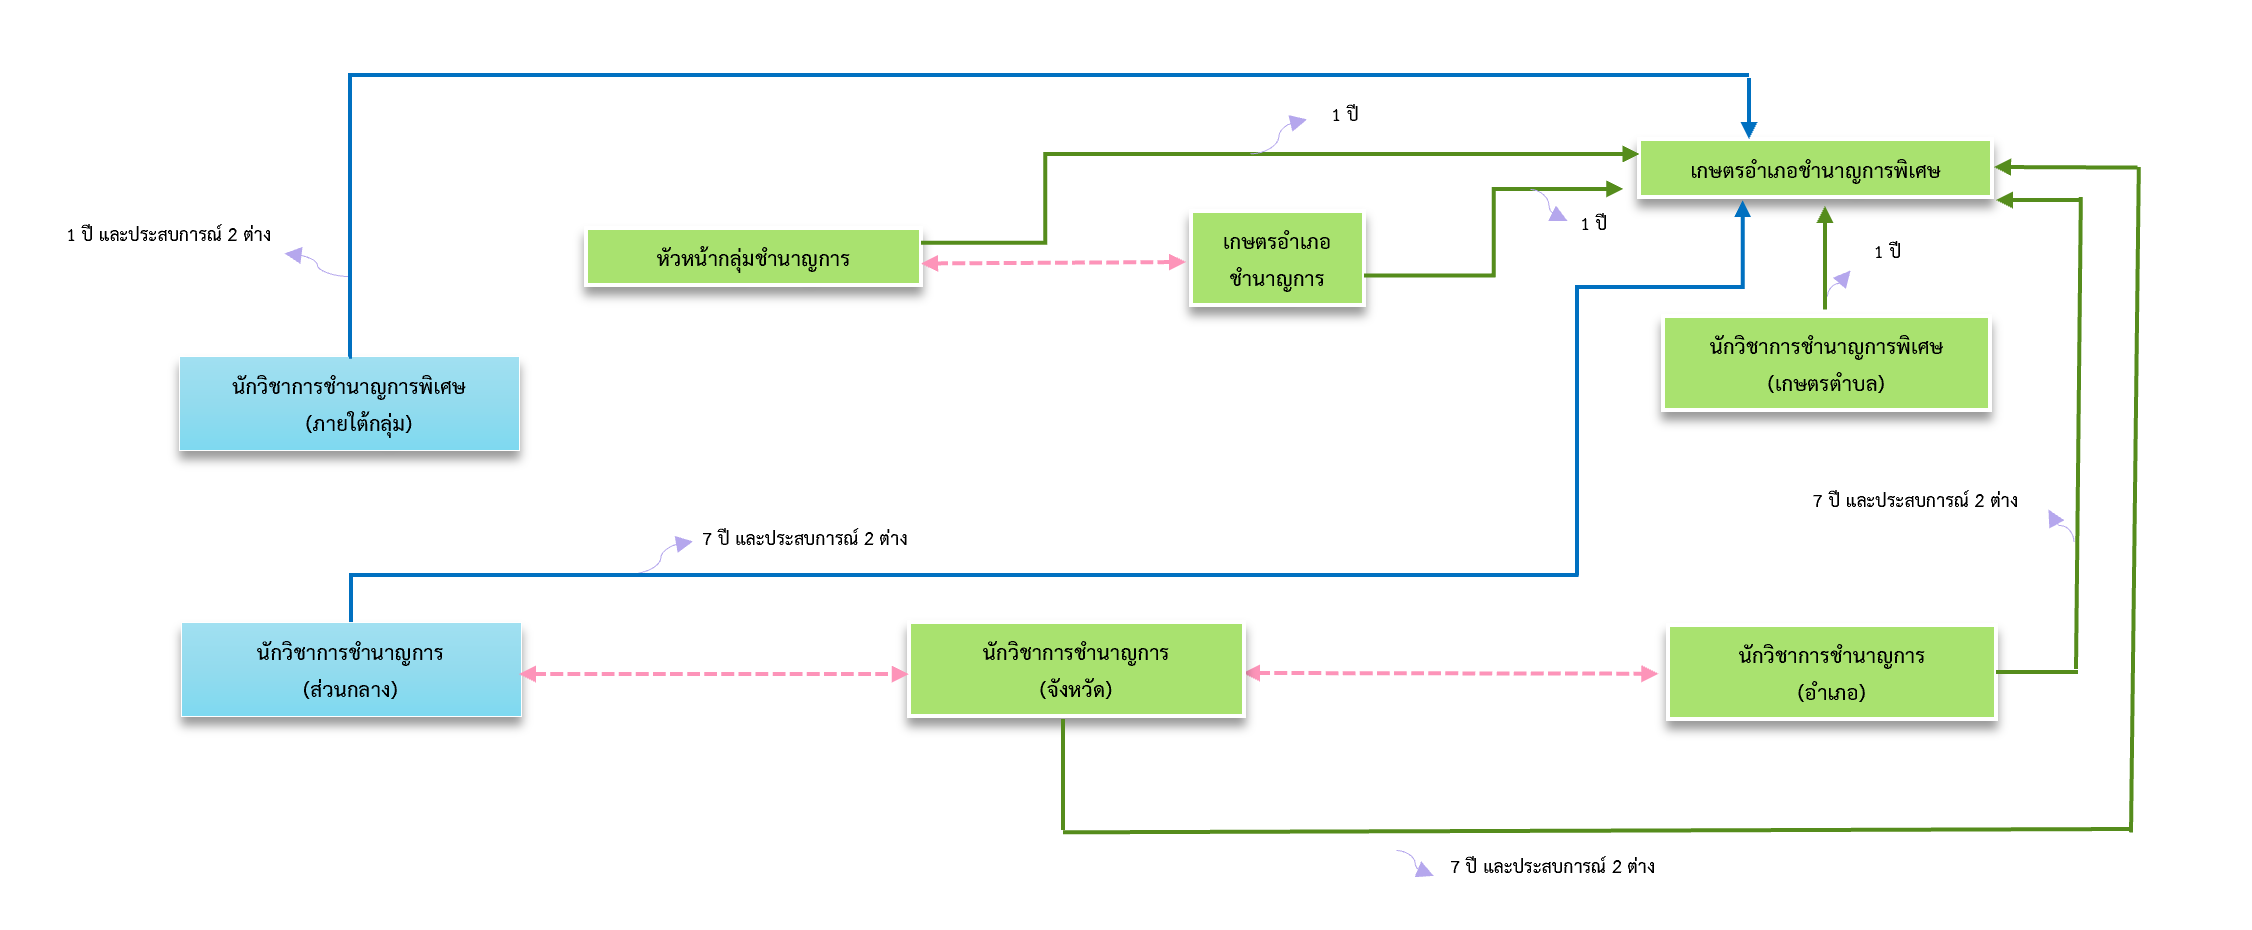 1 ปี
เกษตรอำเภอชำนาญการพิเศษ
1 ปี และประสบการณ์ 2 ต่าง
หัวหน้ากลุ่มชำนาญการ
เกษตรอำเภอ
ชำนาญการ
1 ปี
1 ปี
นักวิชาการชำนาญการพิเศษ
(เกษตรตำบล)
นักวิชาการชำนาญการพิเศษ
(ภายใต้กลุ่ม)
7 ปี และประสบการณ์ 2 ต่าง
7 ปี และประสบการณ์ 2 ต่าง
นักวิชาการชำนาญการ
(ส่วนกลาง)
นักวิชาการชำนาญการ
(จังหวัด)
นักวิชาการชำนาญการ
(อำเภอ)
7 ปี และประสบการณ์ 2 ต่าง